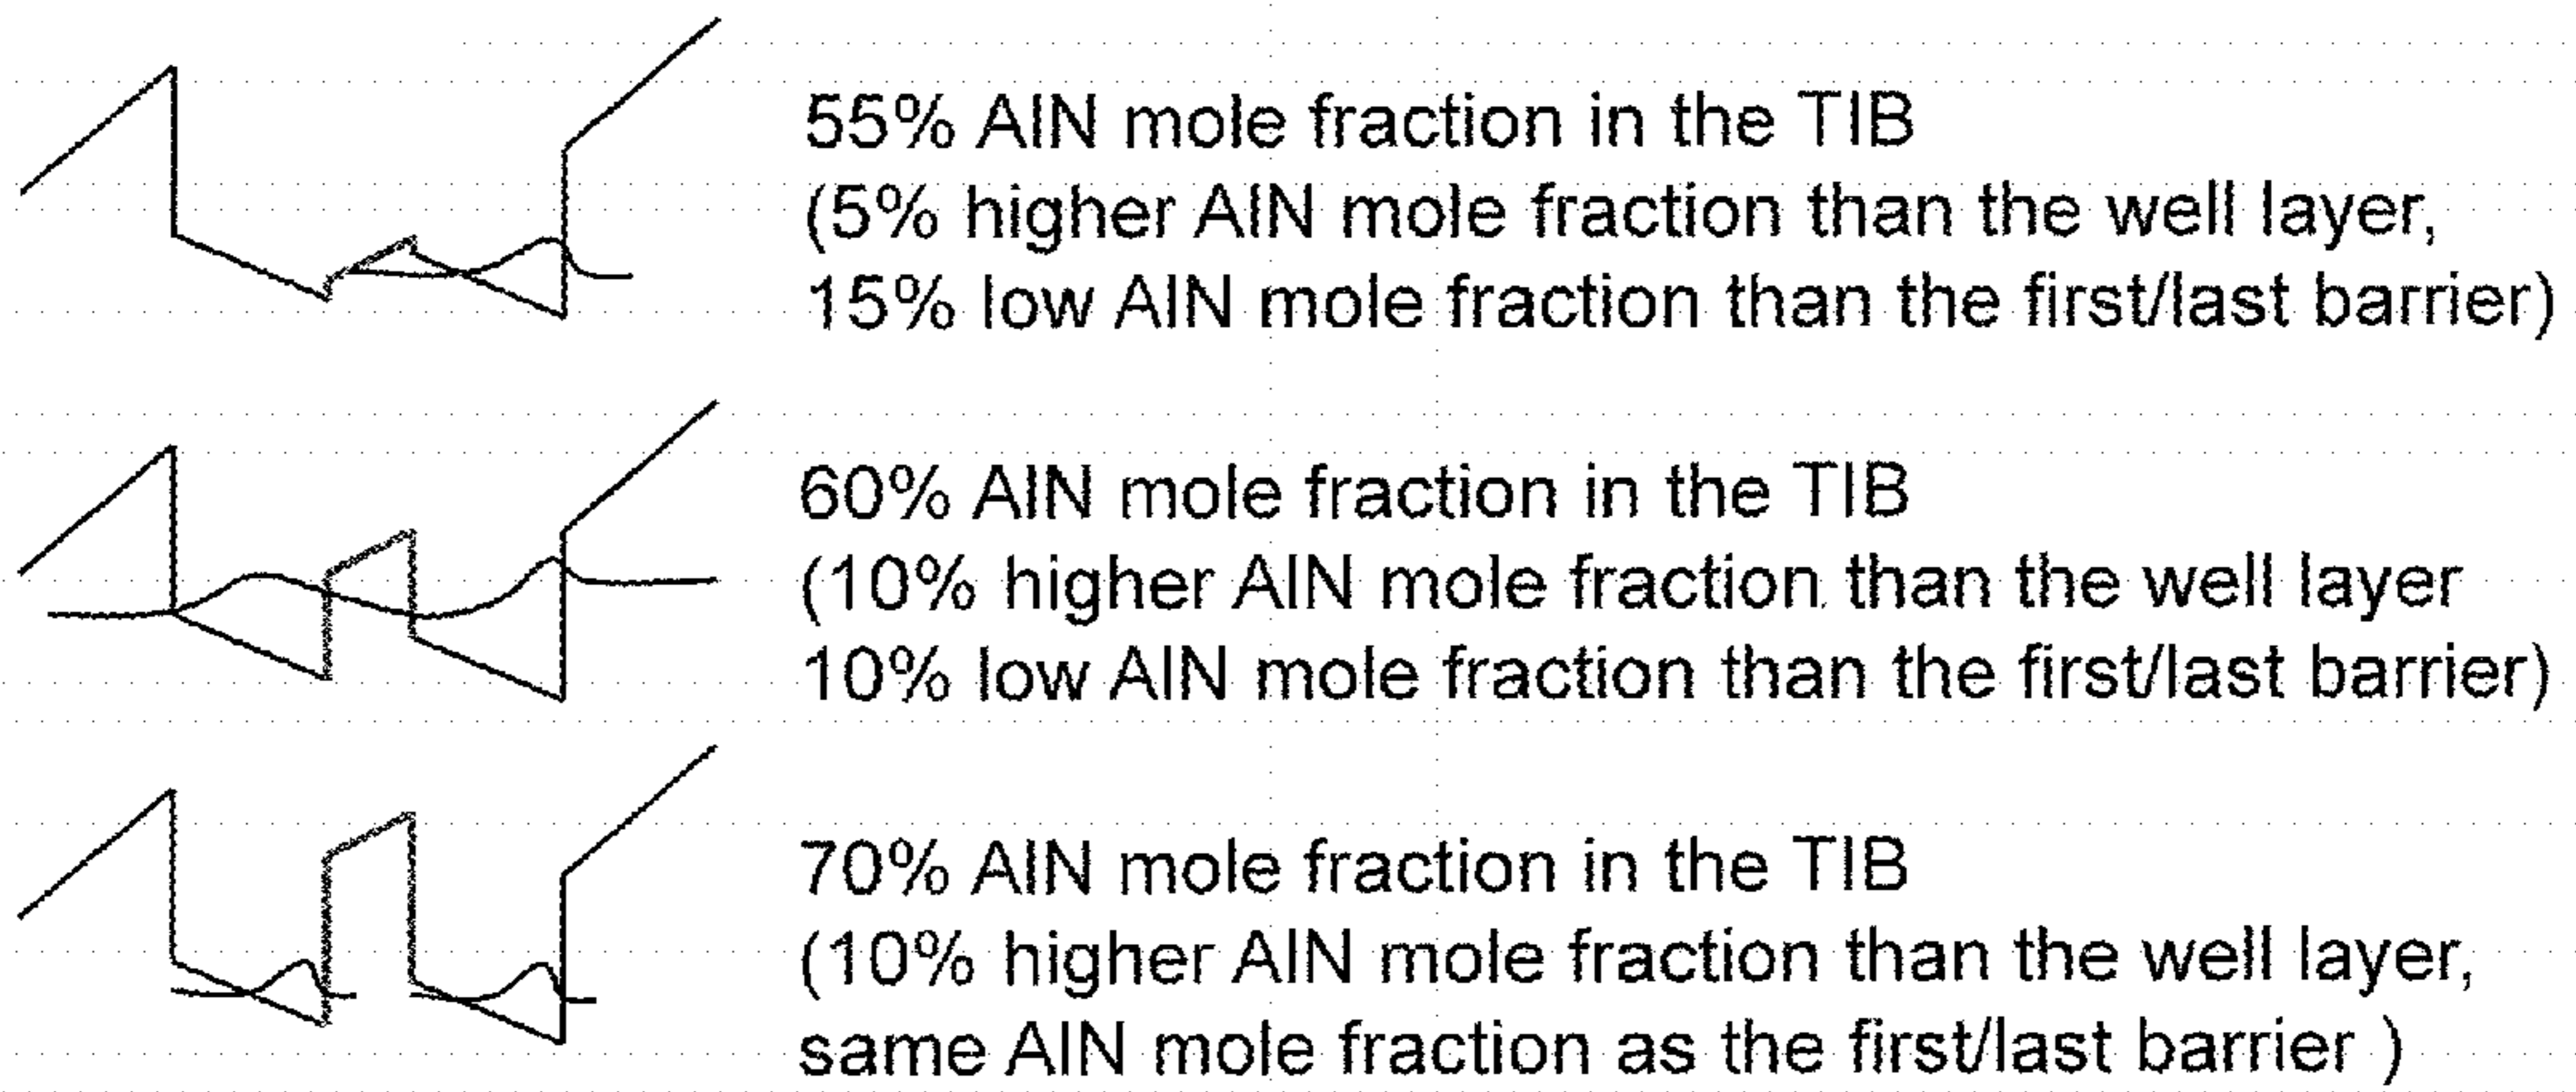 55% AlN mole fraction in the TIB
(5% higher AlN mole fraction than the well layer,
15% low AlN mole fraction than the first/last barrier)
60% AlN mole fraction in the TIB
(10% higher AlN mole fraction than the well layer
10% low AlN mole fraction than the first/last barrier)
70% AlN mole fraction in the TIB
(10% higher AlN mole fraction than the well layer,
same AlN mole fraction as the first/last barrier )